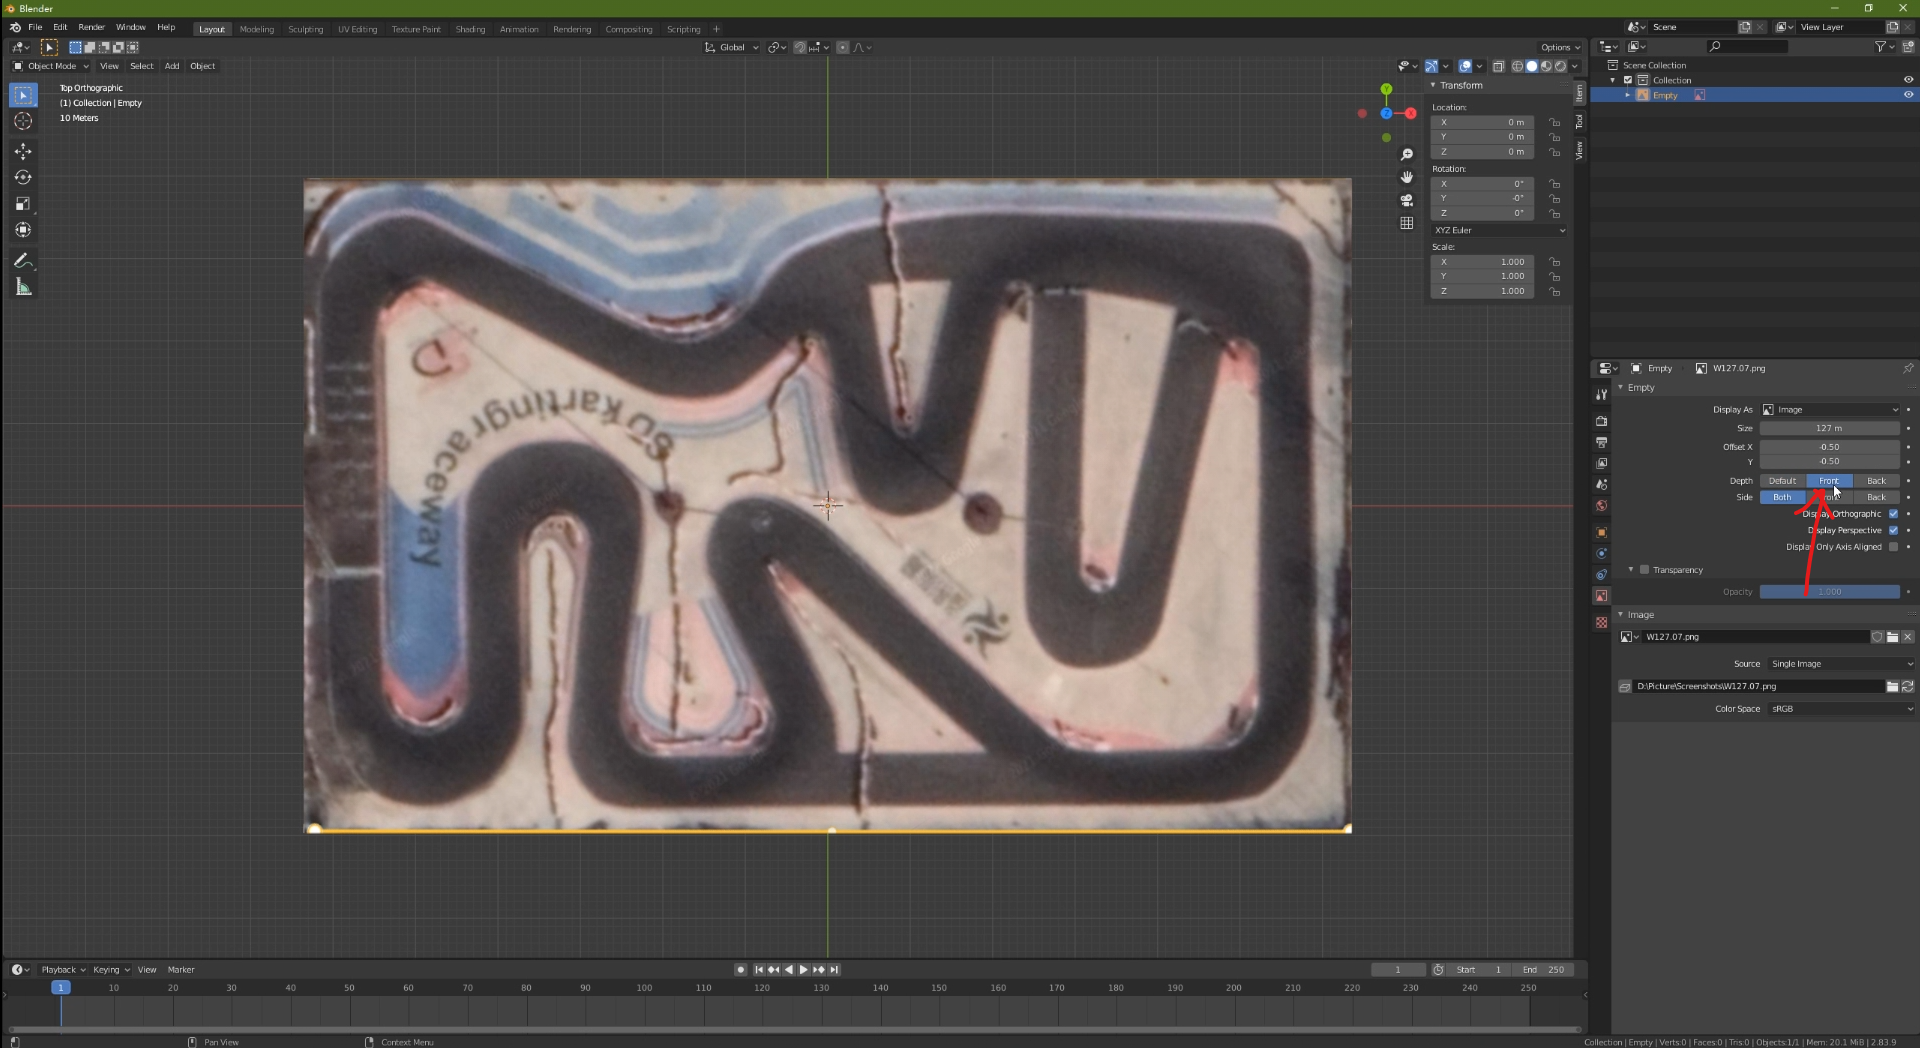 Blender
File Edit Render Window Help
Layout Modeling Sculpting UV Editing Texture Paint Shading Animation Rendering Compositing Scripting +
Scene
View Layer
Global
Options
Object Mode View Select Add Object
Top Orthographic
(1) Collection | Empty
10 Meters
Y
Z
X
Transform
Location:
X 0 m
Y 0 m
Z 0 m
Rotation:
X 0°
Y -0°
Z 0°
XYZ Euler
Scale:
X 1.000
Y 1.000
Z 1.000
Item
Tool
View
Scene Collection
Collection
Empty
SD kartingraceway
Empty W127.07.png
Empty
Display As Image
Size 127 m
Offset X -0.50
Y -0.50
Depth Default Front Back
Side Both Front Back
Display Orthographic
Display Perspective
Display Only Axis Aligned
Transparency
Opacity 1.000
Image
W127.07.png
Source Single Image
D:\Picture\Screenshots\W127.07.png
Color Space sRGB
Playback Keying View Marker
1 Start 1 End 250
1 10 20 30 40 50 60 70 80 90 100 110 120 130 140 150 160 170 180 190 200 210 220 230 240 250
Pan View
Context Menu
Collection | Empty | Verts:0 | Faces:0 | Tris:0 | Objects:1/1 | Mem: 20.1 MiB | 2.83.9